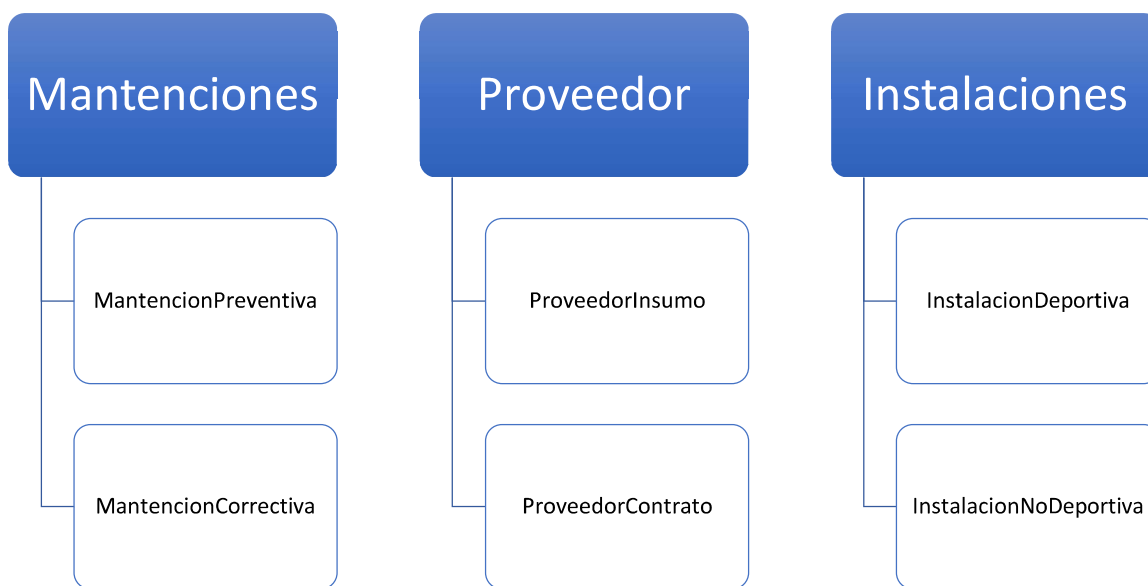 Mantenciones
MantencionPreventiva
MantencionCorrectiva
Proveedor
ProveedorInsumo
ProveedorContrato
Instalaciones
InstalacionDeportiva
InstalacionNoDeportiva